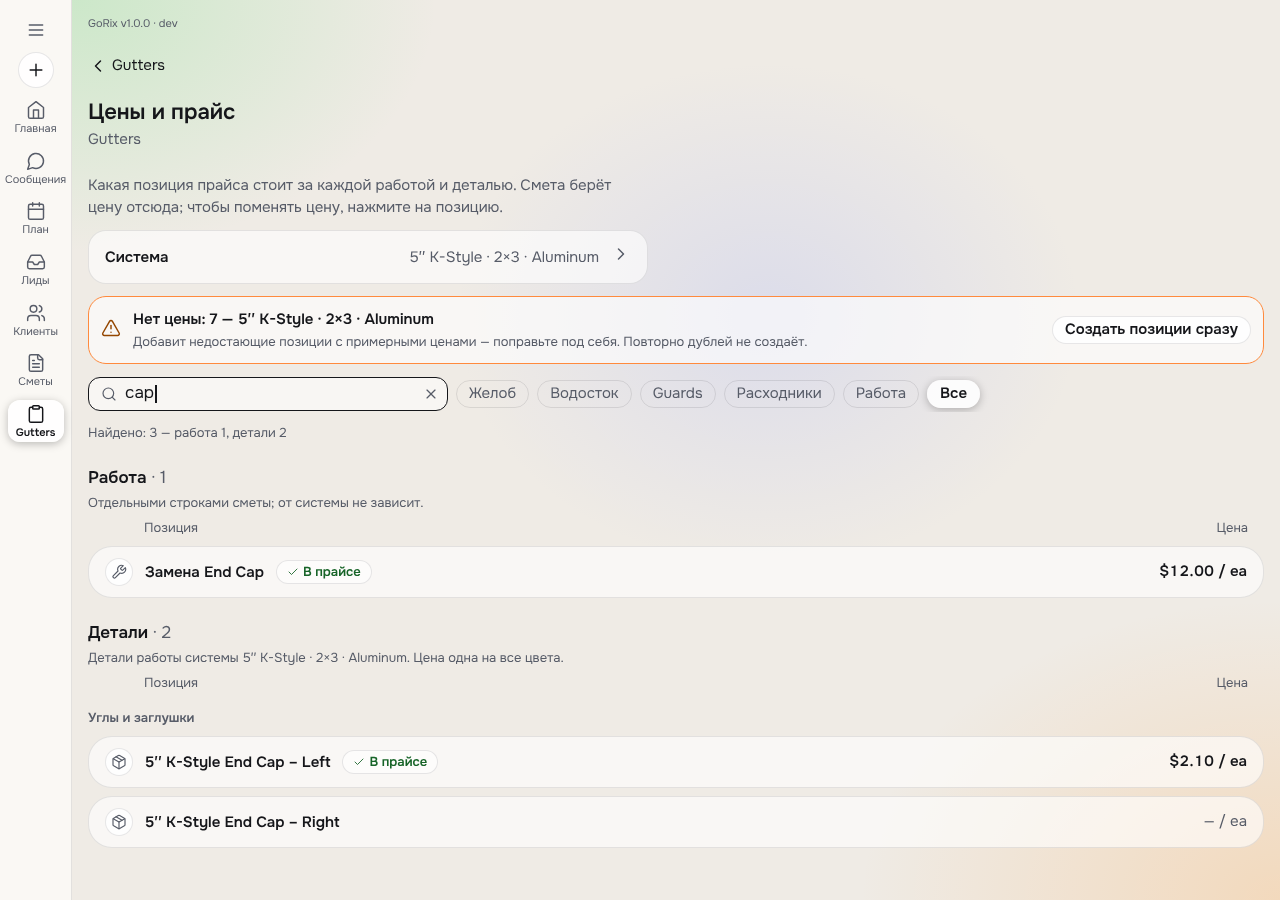 GoRix v1.0.0 · dev
Gutters
Главная
Сообщения
План
Лиды
Клиенты
Сметы
Gutters
Цены и прайс
Gutters
Какая позиция прайса стоит за каждой работой и деталью. Смета берёт
цену отсюда; чтобы поменять цену, нажмите на позицию.
Система 5″ K-Style · 2×3 · Aluminum
Нет цены: 7 — 5″ K-Style · 2×3 · Aluminum
Добавит недостающие позиции с примерными ценами — поправьте под себя. Повторно дублей не создаёт.
Создать позиции сразу
cap Желоб Водосток Guards Расходники Работа Все
Найдено: 3 — работа 1, детали 2
Работа · 1
Отдельными строками сметы; от системы не зависит.
Позиция Цена
Замена End Cap В прайсе $12.00 / ea
Детали · 2
Детали работы системы 5″ K-Style · 2×3 · Aluminum. Цена одна на все цвета.
Позиция Цена
Углы и заглушки
5″ K-Style End Cap – Left В прайсе $2.10 / ea
5″ K-Style End Cap – Right — / ea